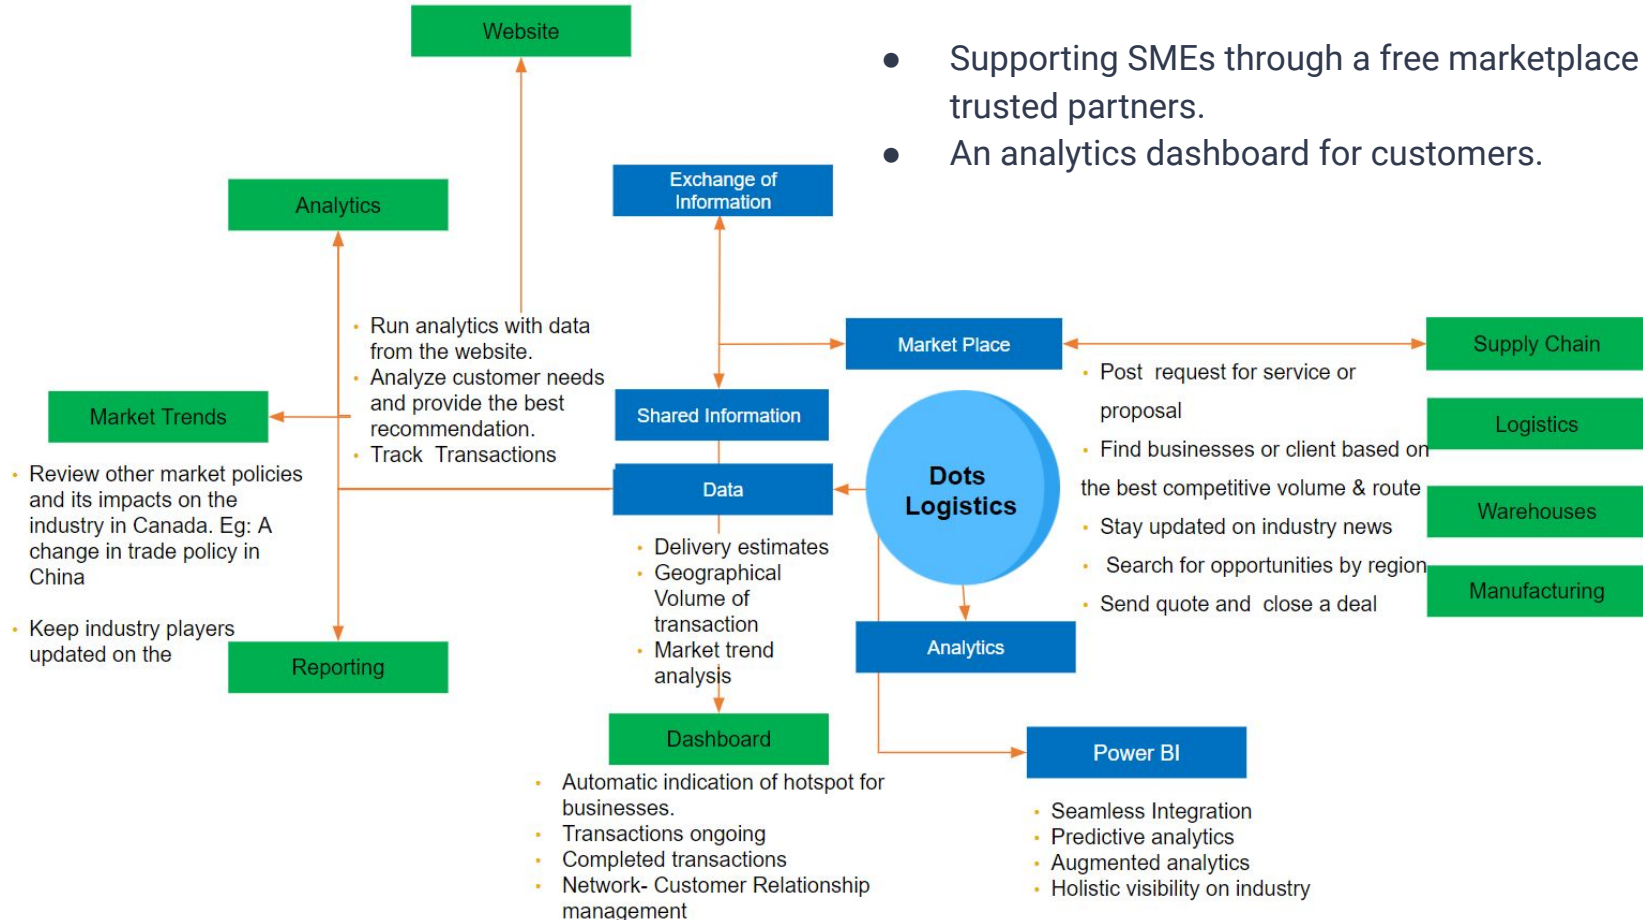 Website
● Supporting SMEs through a free marketplace
trusted partners.
● An analytics dashboard for customers.
Exchange of
Information
Analytics
• Run analytics with data
from the website.
• Analyze customer needs
and provide the best
recommendation.
• Track Transactions
Market Place
Supply Chain
Shared Information
Market Trends
• Review other market policies
and its impacts on the
industry in Canada. Eg: A
change in trade policy in
China
• Keep industry players
updated on the
Data
Dots
Logistics
• Post request for service or
proposal
• Find businesses or client based on
the best competitive volume & route
• Stay updated on industry news
• Search for opportunities by region
• Send quote and close a deal
Logistics
Warehouses
Manufacturing
• Delivery estimates
• Geographical
Volume of
transaction
• Market trend
analysis
Reporting
Analytics
Dashboard
• Automatic indication of hotspot for
businesses.
• Transactions ongoing
• Completed transactions
• Network- Customer Relationship
management
Power BI
• Seamless Integration
• Predictive analytics
• Augmented analytics
• Holistic visibility on industry